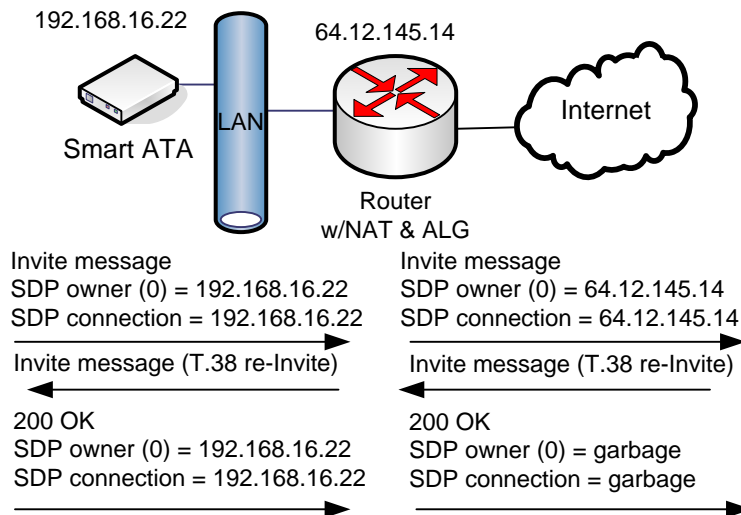 192.168.16.22
64.12.145.14
LAN
Internet
Smart ATA
Router
w/NAT & ALG
Invite message
SDP owner (0) = 192.168.16.22
SDP connection = 192.168.16.22
Invite message
SDP owner (0) = 64.12.145.14
SDP connection = 64.12.145.14
Invite message (T.38 re-Invite)
Invite message (T.38 re-Invite)
200 OK
SDP owner (0) = 192.168.16.22
SDP connection = 192.168.16.22
200 OK
SDP owner (0) = garbage
SDP connection = garbage